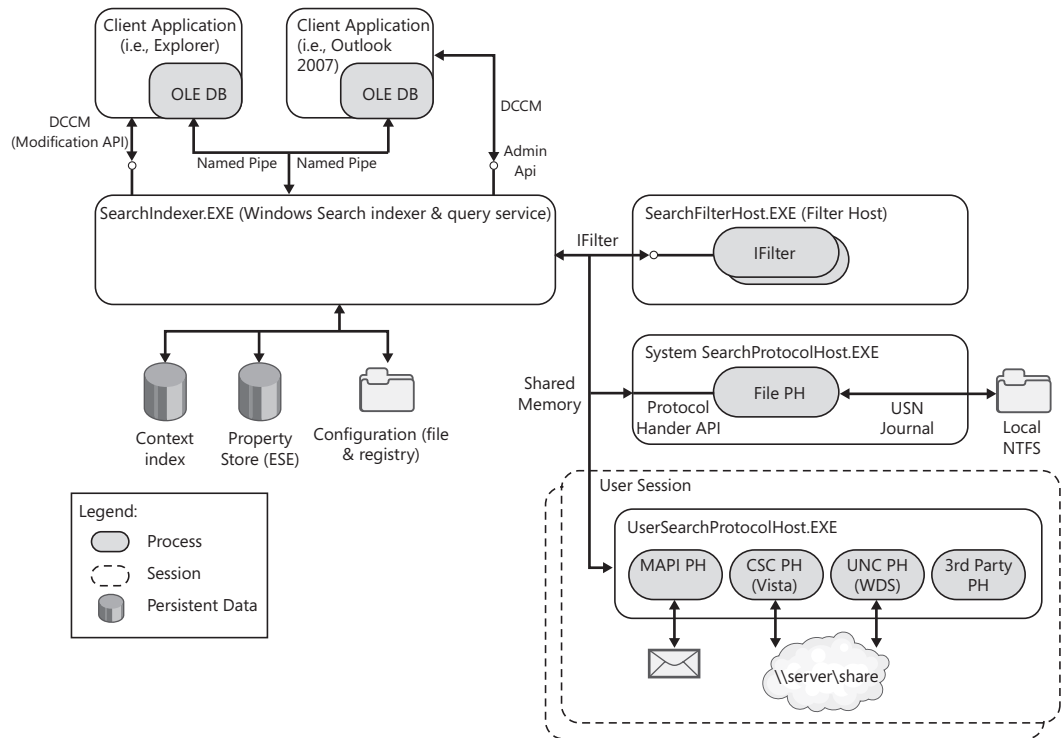 Client Application
(i.e., Explorer)
OLE DB
Client Application
(i.e., Outlook
2007)
OLE DB
DCCM
(Modification API)
Named Pipe
Named Pipe
DCCM
Admin
Api
SearchIndexer.EXE (Windows Search indexer & query service)
IFilter
SearchFilterHost.EXE (Filter Host)
IFilter
System SearchProtocolHost.EXE
Shared
Memory
Protocol
Hander API
File PH
USN
Journal
Local
NTFS
Context
index
Property
Store (ESE)
Configuration (file
& registry)
User Session
UserSearchProtocolHost.EXE
MAPI PH
CSC PH
(Vista)
UNC PH
(WDS)
3rd Party
PH
\\server\share
Legend:
Process
Session
Persistent Data